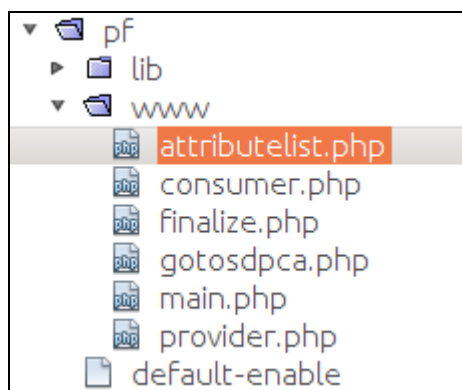 pf
lib
www
attributelist.php
consumer.php
finalize.php
gotosdpca.php
main.php
provider.php
default-enable